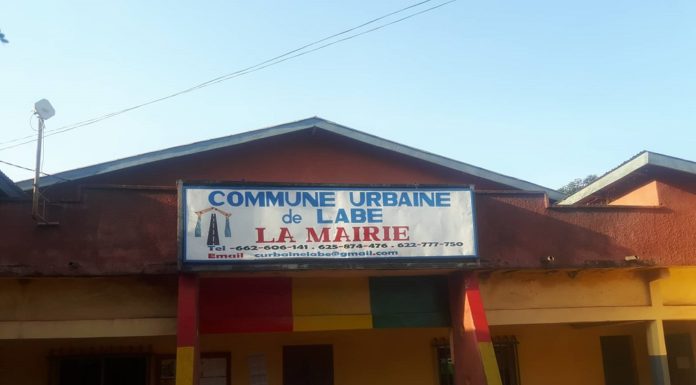 COMMUNE URBAINE
de LABE
LA MAIRIE
Tel -662-606-141 . 625-874-476 . 622-777-750
Email curbainelabe@gmail.com